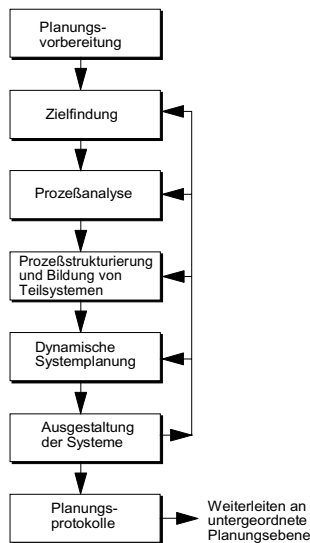 Planungs-
vorbereitung
Zielfindung
Prozeßanalyse
Prozeßstrukturierung
und Bildung von
Teilsystemen
Dynamische
Systemplanung
Ausgestaltung
der Systeme
Planungs-
protokolle
Weiterleiten an
untergeordnete
Planungsebene